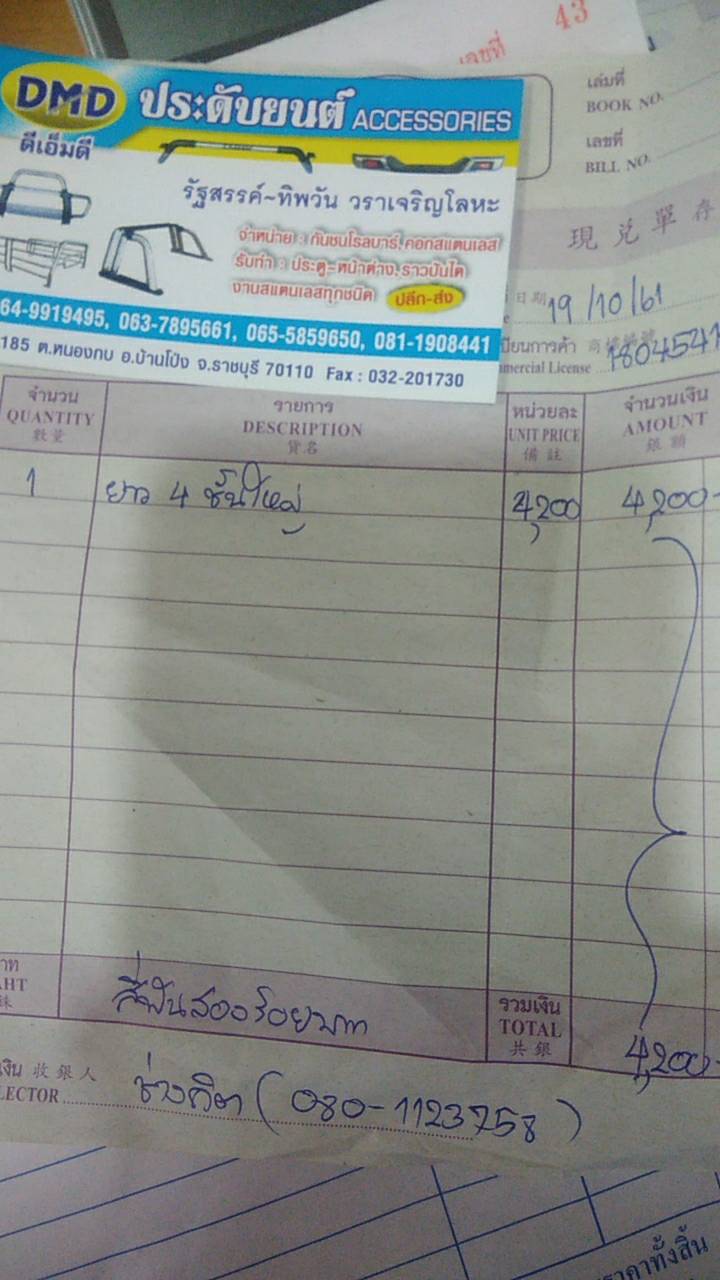 43
เลขที่
เล่มที่
BOOK NO.
เลขที่
BILL NO.
DMD ประดับยนต์ ACCESSORIES
ดีเอ็มดี
รัฐสรรค์~ทิพวัน วราเจริญโลหะ
จำหน่าย : กันชนโรลบาร์,คอกสแตนเลส
รับทำ : ประตู-หน้าต่าง,ราวบันได
งานสแตนเลสทุกชนิด ปลีก-ส่ง
64-9919495, 063-7895661, 065-5859650, 081-1908441
185 ต.หนองกบ อ.บ้านโป่ง จ.ราชบุรี 70110 Fax : 032-201730
現兌單存
日期 19/10/61
เบียนการค้า
mercial License 1804541
จำนวน รายการ หน่วยละ จำนวนเงิน
QUANTITY DESCRIPTION UNIT PRICE AMOUNT
數量 貨名 備註 銀額
1 ยาว 4 ชั้นใหญ่ 4,200 4,200-
าท
AHT
สี่พันสองร้อยบาท
รวมเงิน
TOTAL
共銀
4,200-
เงิน 收銀人
LECTOR ช่าง (080-1123758)
ราคาทั้งสิ้น